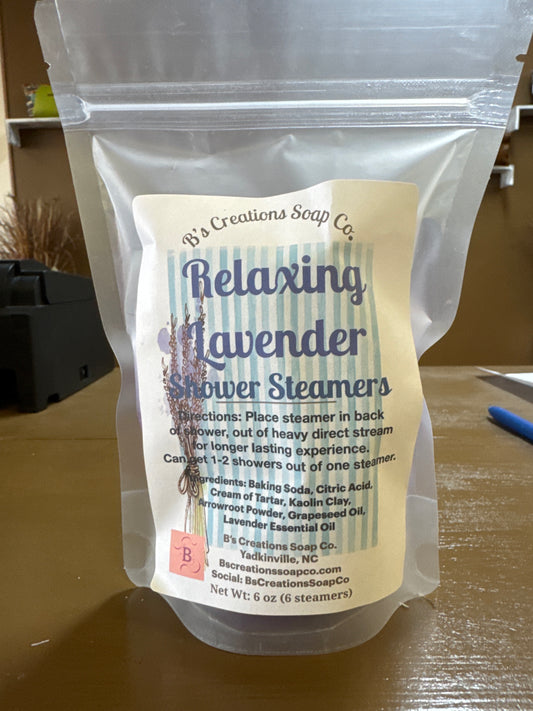 B's Creations Soap Co.
Relaxing
Lavender
Shower Steamers
Directions: Place steamer in back
of shower, out of heavy direct stream
for longer lasting experience.
Can get 1-2 showers out of one steamer.
Ingredients: Baking Soda, Citric Acid,
Cream of Tartar, Kaolin Clay,
Arrowroot Powder, Grapeseed Oil,
Lavender Essential Oil
B's Creations Soap Co.
Yadkinville, NC
Bscreationssoapco.com
Social: BsCreationsSoapCo
Net Wt: 6 oz (6 steamers)
B